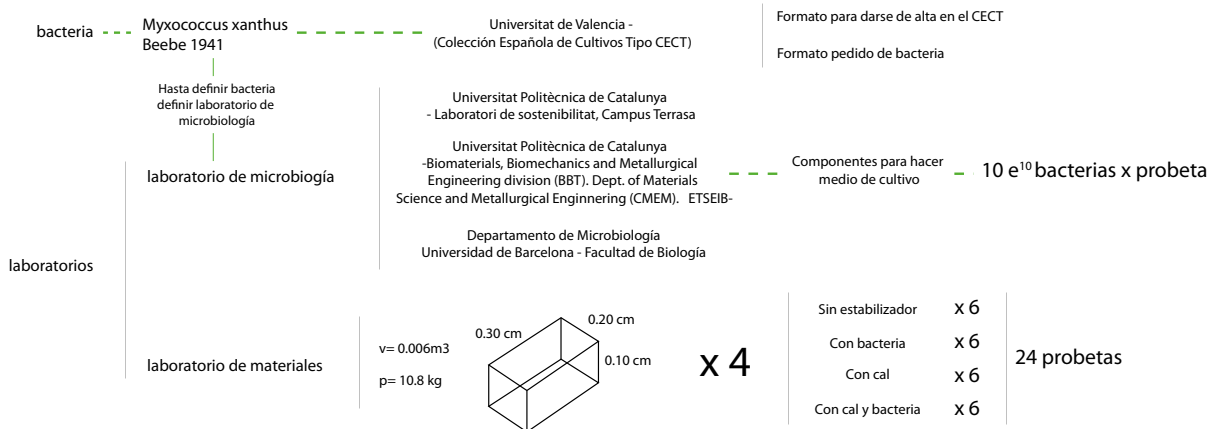 bacteria
Myxococcus xanthus
Beebe 1941
Universitat de Valencia -
(Colección Española de Cultivos Tipo CECT)
Formato para darse de alta en el CECT
Formato pedido de bacteria
Hasta definir bacteria
definir laboratorio de
microbiología
laboratorios
laboratorio de microbiogía
Universitat Politècnica de Catalunya
- Laboratori de sostenibilitat, Campus Terrasa
Universitat Politècnica de Catalunya
-Biomaterials, Biomechanics and Metallurgical
Engineering division (BBT). Dept. of Materials
Science and Metallurgical Enginnering (CMEM). ETSEIB-
Departamento de Microbiología
Universidad de Barcelona - Facultad de Biología
Componentes para hacer
medio de cultivo
10 e¹⁰ bacterias x probeta
laboratorio de materiales
v= 0.006m3
p= 10.8 kg
0.30 cm
0.20 cm
0.10 cm
x 4
Sin estabilizador x 6
Con bacteria x 6
Con cal x 6
Con cal y bacteria x 6
24 probetas